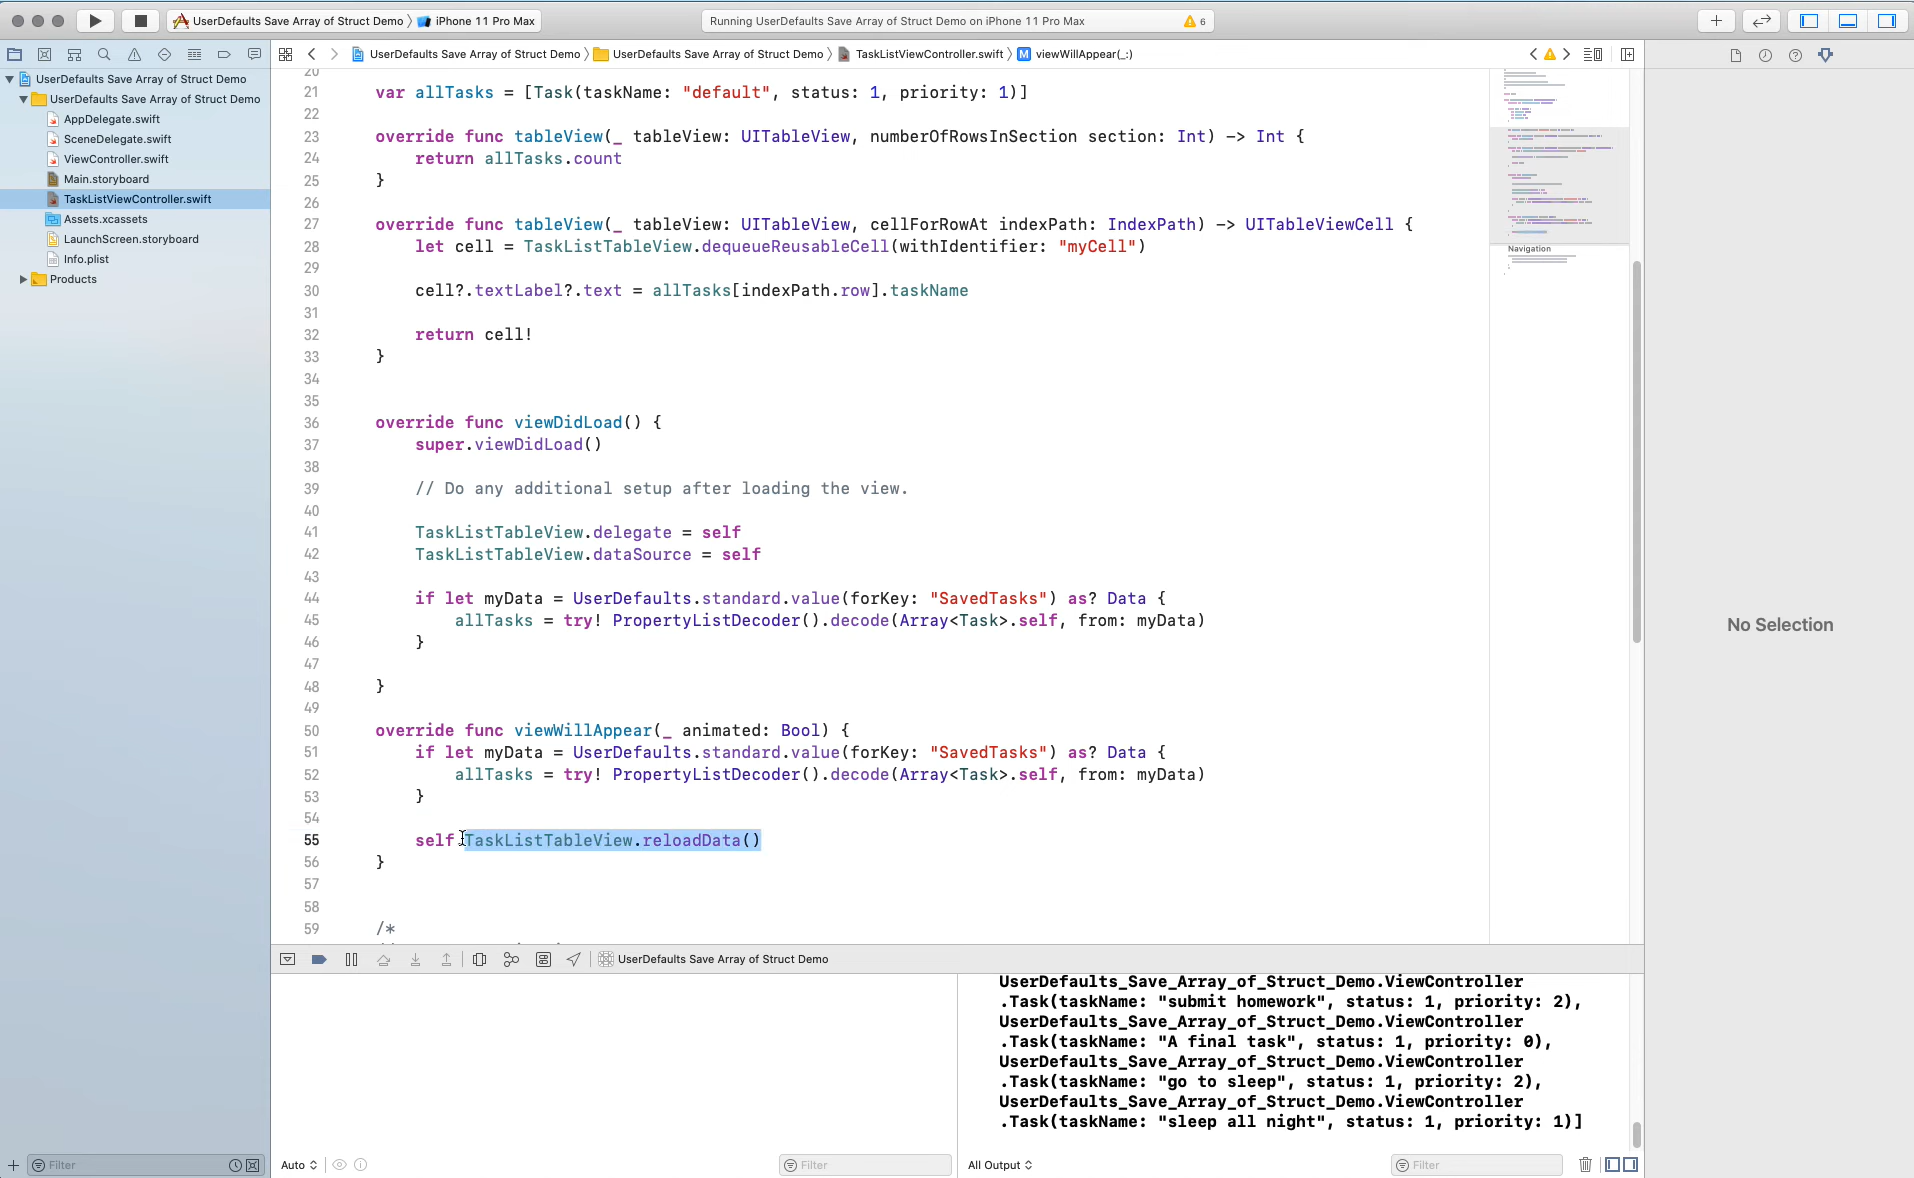 UserDefaults Save Array of Struct Demo
iPhone 11 Pro Max
Running UserDefaults Save Array of Struct Demo on iPhone 11 Pro Max
6
UserDefaults Save Array of Struct Demo
UserDefaults Save Array of Struct Demo
TaskListViewController.swift
M
viewWillAppear(_:)
UserDefaults Save Array of Struct Demo
UserDefaults Save Array of Struct Demo
AppDelegate.swift
SceneDelegate.swift
ViewController.swift
Main.storyboard
TaskListViewController.swift
Assets.xcassets
LaunchScreen.storyboard
Info.plist
Products
20
21 var allTasks = [Task(taskName: "default", status: 1, priority: 1)]
22
23 override func tableView(_ tableView: UITableView, numberOfRowsInSection section: Int) -> Int {
24 return allTasks.count
25 }
26
27 override func tableView(_ tableView: UITableView, cellForRowAt indexPath: IndexPath) -> UITableViewCell {
28 let cell = TaskListTableView.dequeueReusableCell(withIdentifier: "myCell")
29
30 cell?.textLabel?.text = allTasks[indexPath.row].taskName
31
32 return cell!
33 }
34
35
36 override func viewDidLoad() {
37 super.viewDidLoad()
38
39 // Do any additional setup after loading the view.
40
41 TaskListTableView.delegate = self
42 TaskListTableView.dataSource = self
43
44 if let myData = UserDefaults.standard.value(forKey: "SavedTasks") as? Data {
45 allTasks = try! PropertyListDecoder().decode(Array<Task>.self, from: myData)
46 }
47
48 }
49
50 override func viewWillAppear(_ animated: Bool) {
51 if let myData = UserDefaults.standard.value(forKey: "SavedTasks") as? Data {
52 allTasks = try! PropertyListDecoder().decode(Array<Task>.self, from: myData)
53 }
54
55 self.TaskListTableView.reloadData()
56 }
57
58
59 /*
Navigation
No Selection
UserDefaults Save Array of Struct Demo
UserDefaults_Save_Array_of_Struct_Demo.ViewController
.Task(taskName: "submit homework", status: 1, priority: 2),
UserDefaults_Save_Array_of_Struct_Demo.ViewController
.Task(taskName: "A final task", status: 1, priority: 0),
UserDefaults_Save_Array_of_Struct_Demo.ViewController
.Task(taskName: "go to sleep", status: 1, priority: 2),
UserDefaults_Save_Array_of_Struct_Demo.ViewController
.Task(taskName: "sleep all night", status: 1, priority: 1)]
Filter
Auto
Filter
All Output
Filter